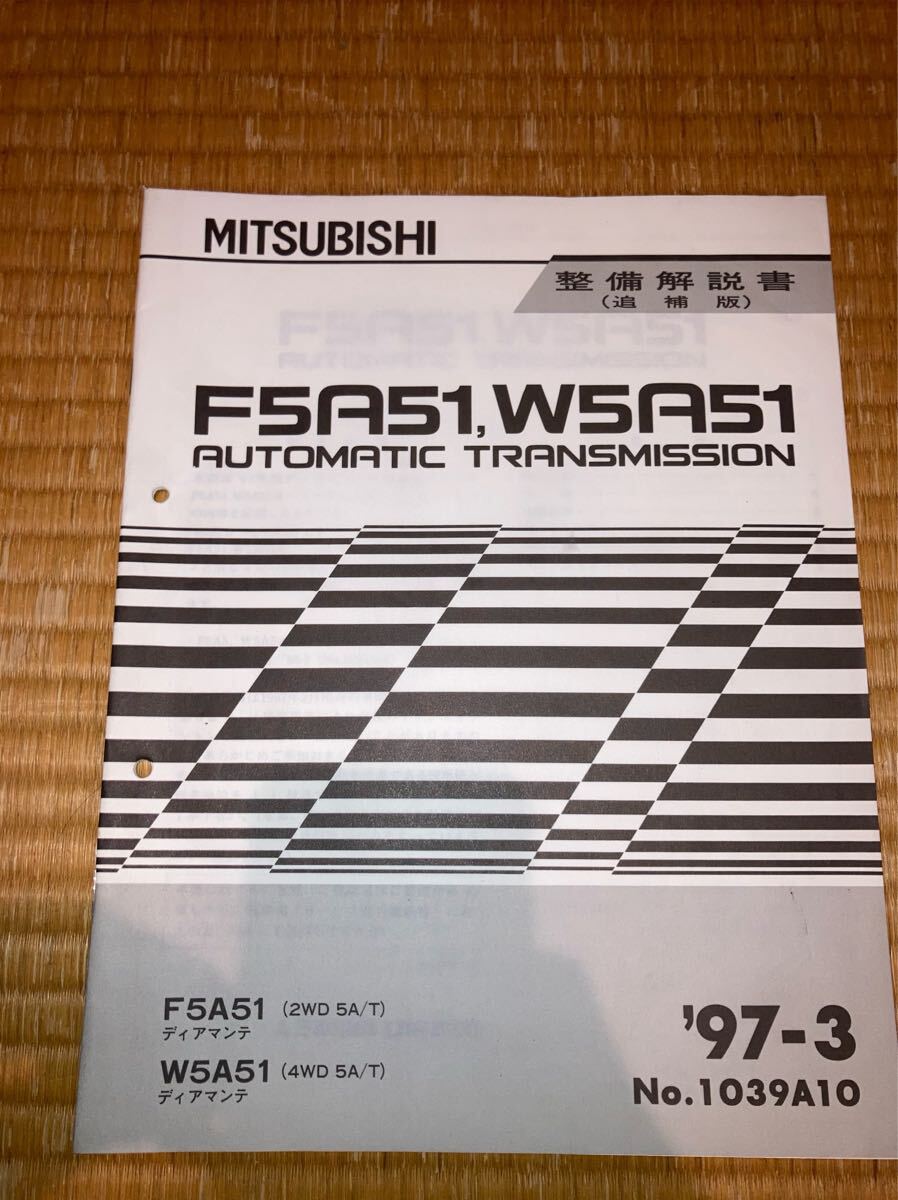 MITSUBISHI
整備解説書
(追補版)
F5A51,W5A51
AUTOMATIC TRANSMISSION
F5A51 (2WD 5A/T)
ディアマンテ
W5A51 (4WD 5A/T)
ディアマンテ
'97-3
No.1039A10